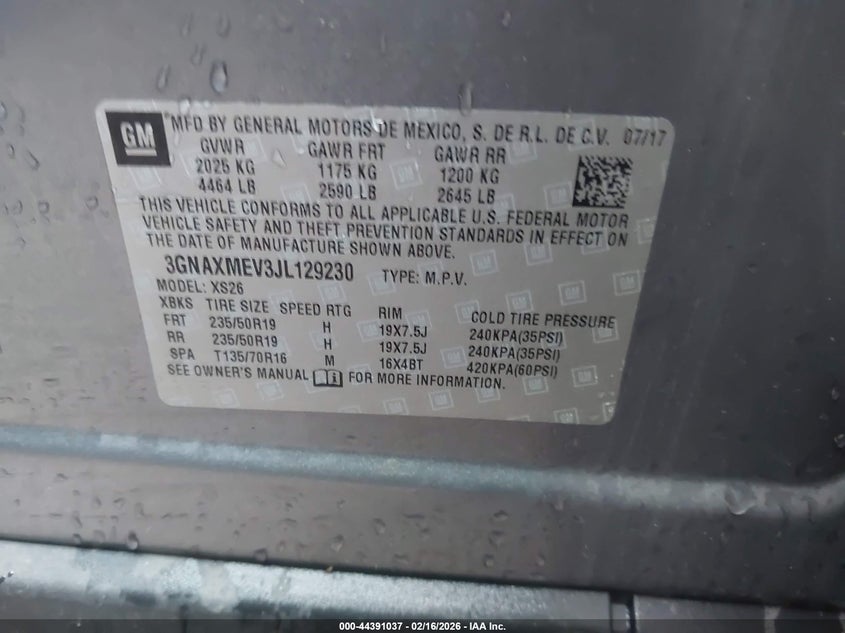 GM MFD BY GENERAL MOTORS DE MEXICO, S. DE R.L. DE C.V. 07/17
GVWR GAWR FRT GAWR RR
2025 KG 1175 KG 1200 KG
4464 LB 2590 LB 2645 LB
THIS VEHICLE CONFORMS TO ALL APPLICABLE U.S. FEDERAL MOTOR
VEHICLE SAFETY AND THEFT PREVENTION STANDARDS IN EFFECT ON
THE DATE OF MANUFACTURE SHOWN ABOVE.
3GNAXMEV3JL129230 TYPE: M.P.V.
MODEL: XS26
XBKS TIRE SIZE SPEED RTG RIM COLD TIRE PRESSURE
FRT 235/50R19 H 19X7.5J 240KPA(35PSI)
RR 235/50R19 H 19X7.5J 240KPA(35PSI)
SPA T135/70R16 M 16X4BT 420KPA(60PSI)
SEE OWNER'S MANUAL FOR MORE INFORMATION.
000-44391037 - 02/16/2026 - IAA Inc.